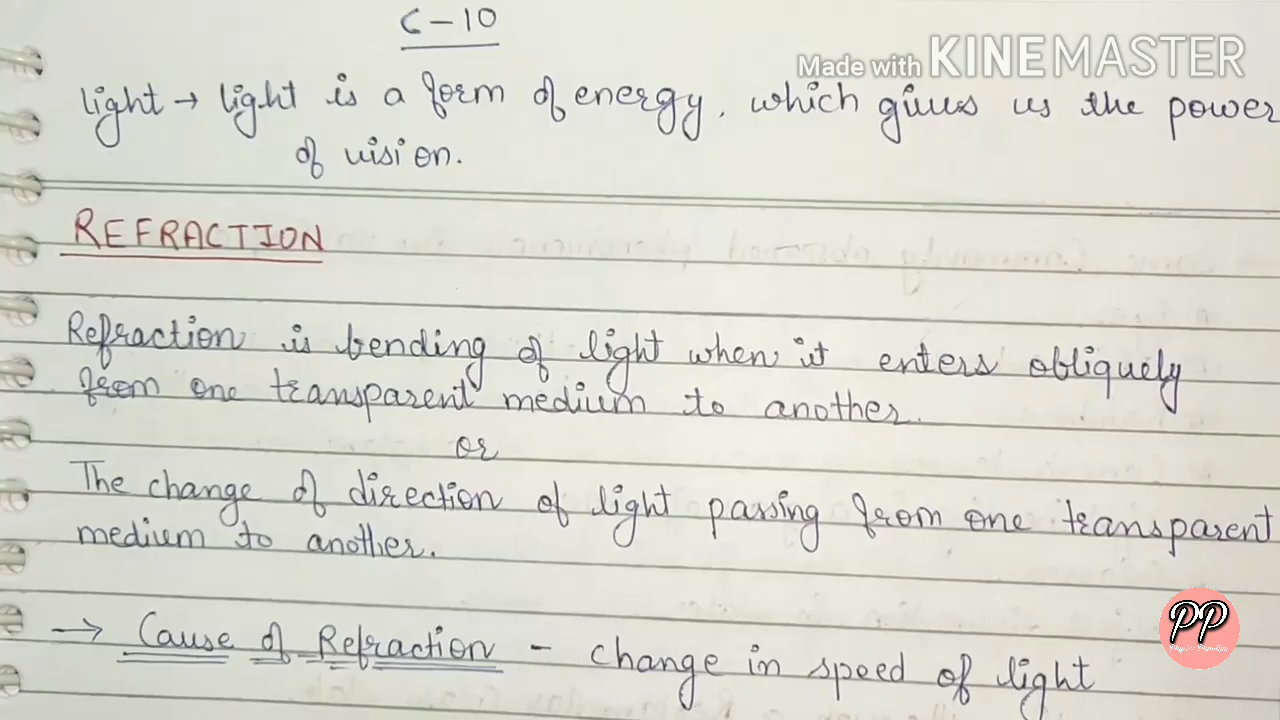 C-10
Made with KINEMASTER
light → light is a form of energy, which gives us the power
of vision.
REFRACTION
Refraction is bending of light when it enters obliquely
from one transparent medium to another.
or
The change of direction of light passing from one transparent
medium to another.
→ Cause of Refraction - change in speed of light
PP